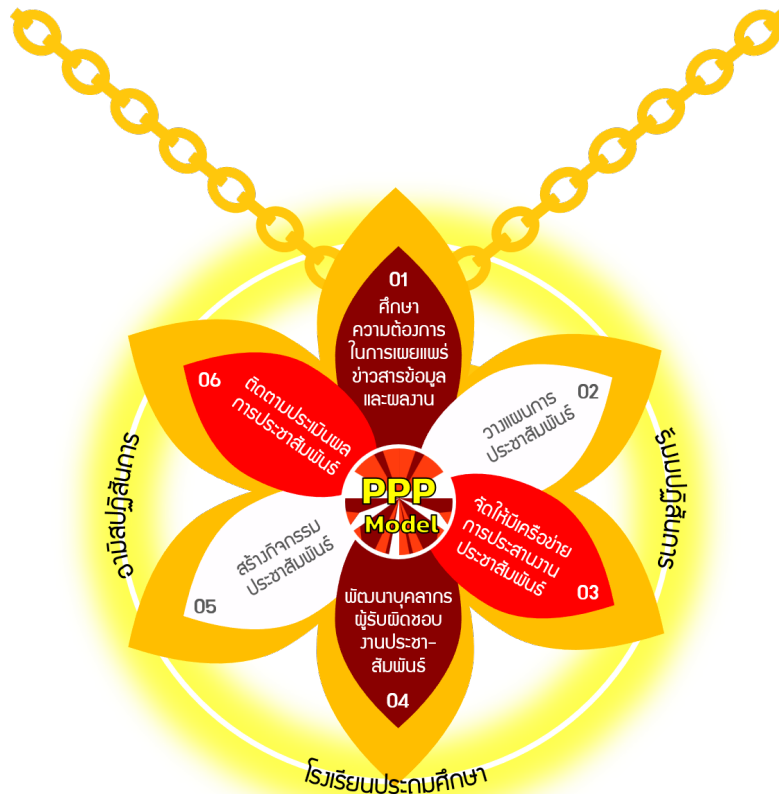 01
ศึกษา
ความต้องการ
ในการเผยแพร่
ข่าวสารข้อมูล
และผลงาน
02
วางแผนการ
ประชาสัมพันธ์
จัดให้มีเครือข่าย
การประสานงาน
ประชาสัมพันธ์
03
พัฒนาบุคลากร
ผู้รับผิดชอบ
งานประชา-
สัมพันธ์
04
สร้างกิจกรรม
ประชาสัมพันธ์
05
06
ติดตามประเมินผล
การประชาสัมพันธ์
PPP
Model
อามิสปฏิสันถาร
ธัมมปฏิสันถาร
โรงเรียนประถมศึกษา